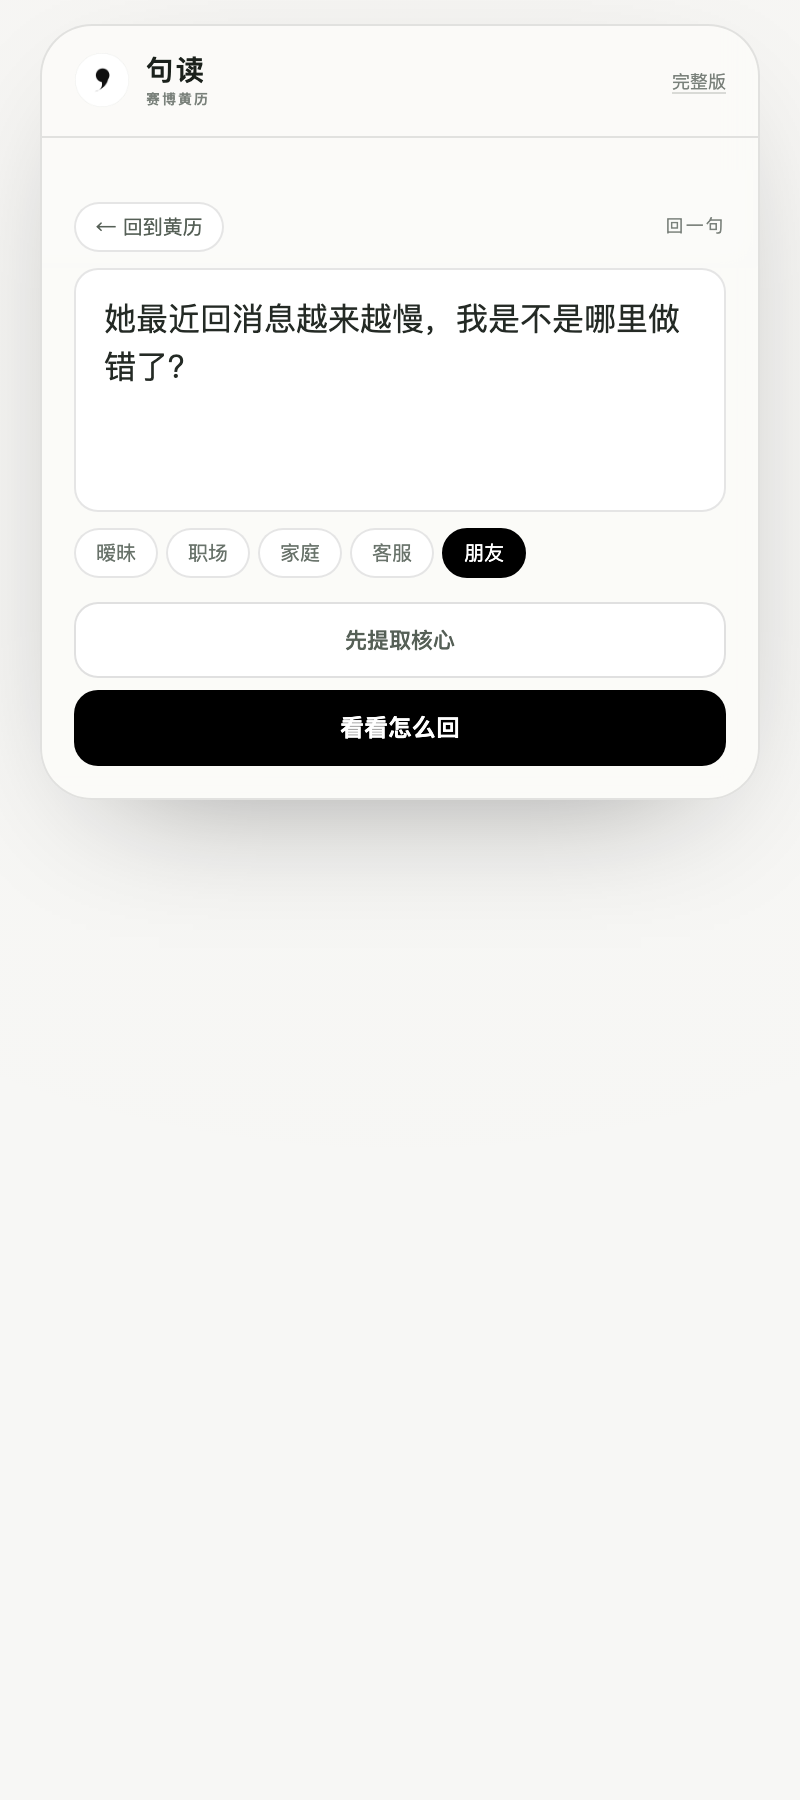 句读
赛博黄历
完整版
← 回到黄历
回一句
她最近回消息越来越慢，我是不是哪里做
错了？
暧昧
职场
家庭
客服
朋友
先提取核心
看看怎么回